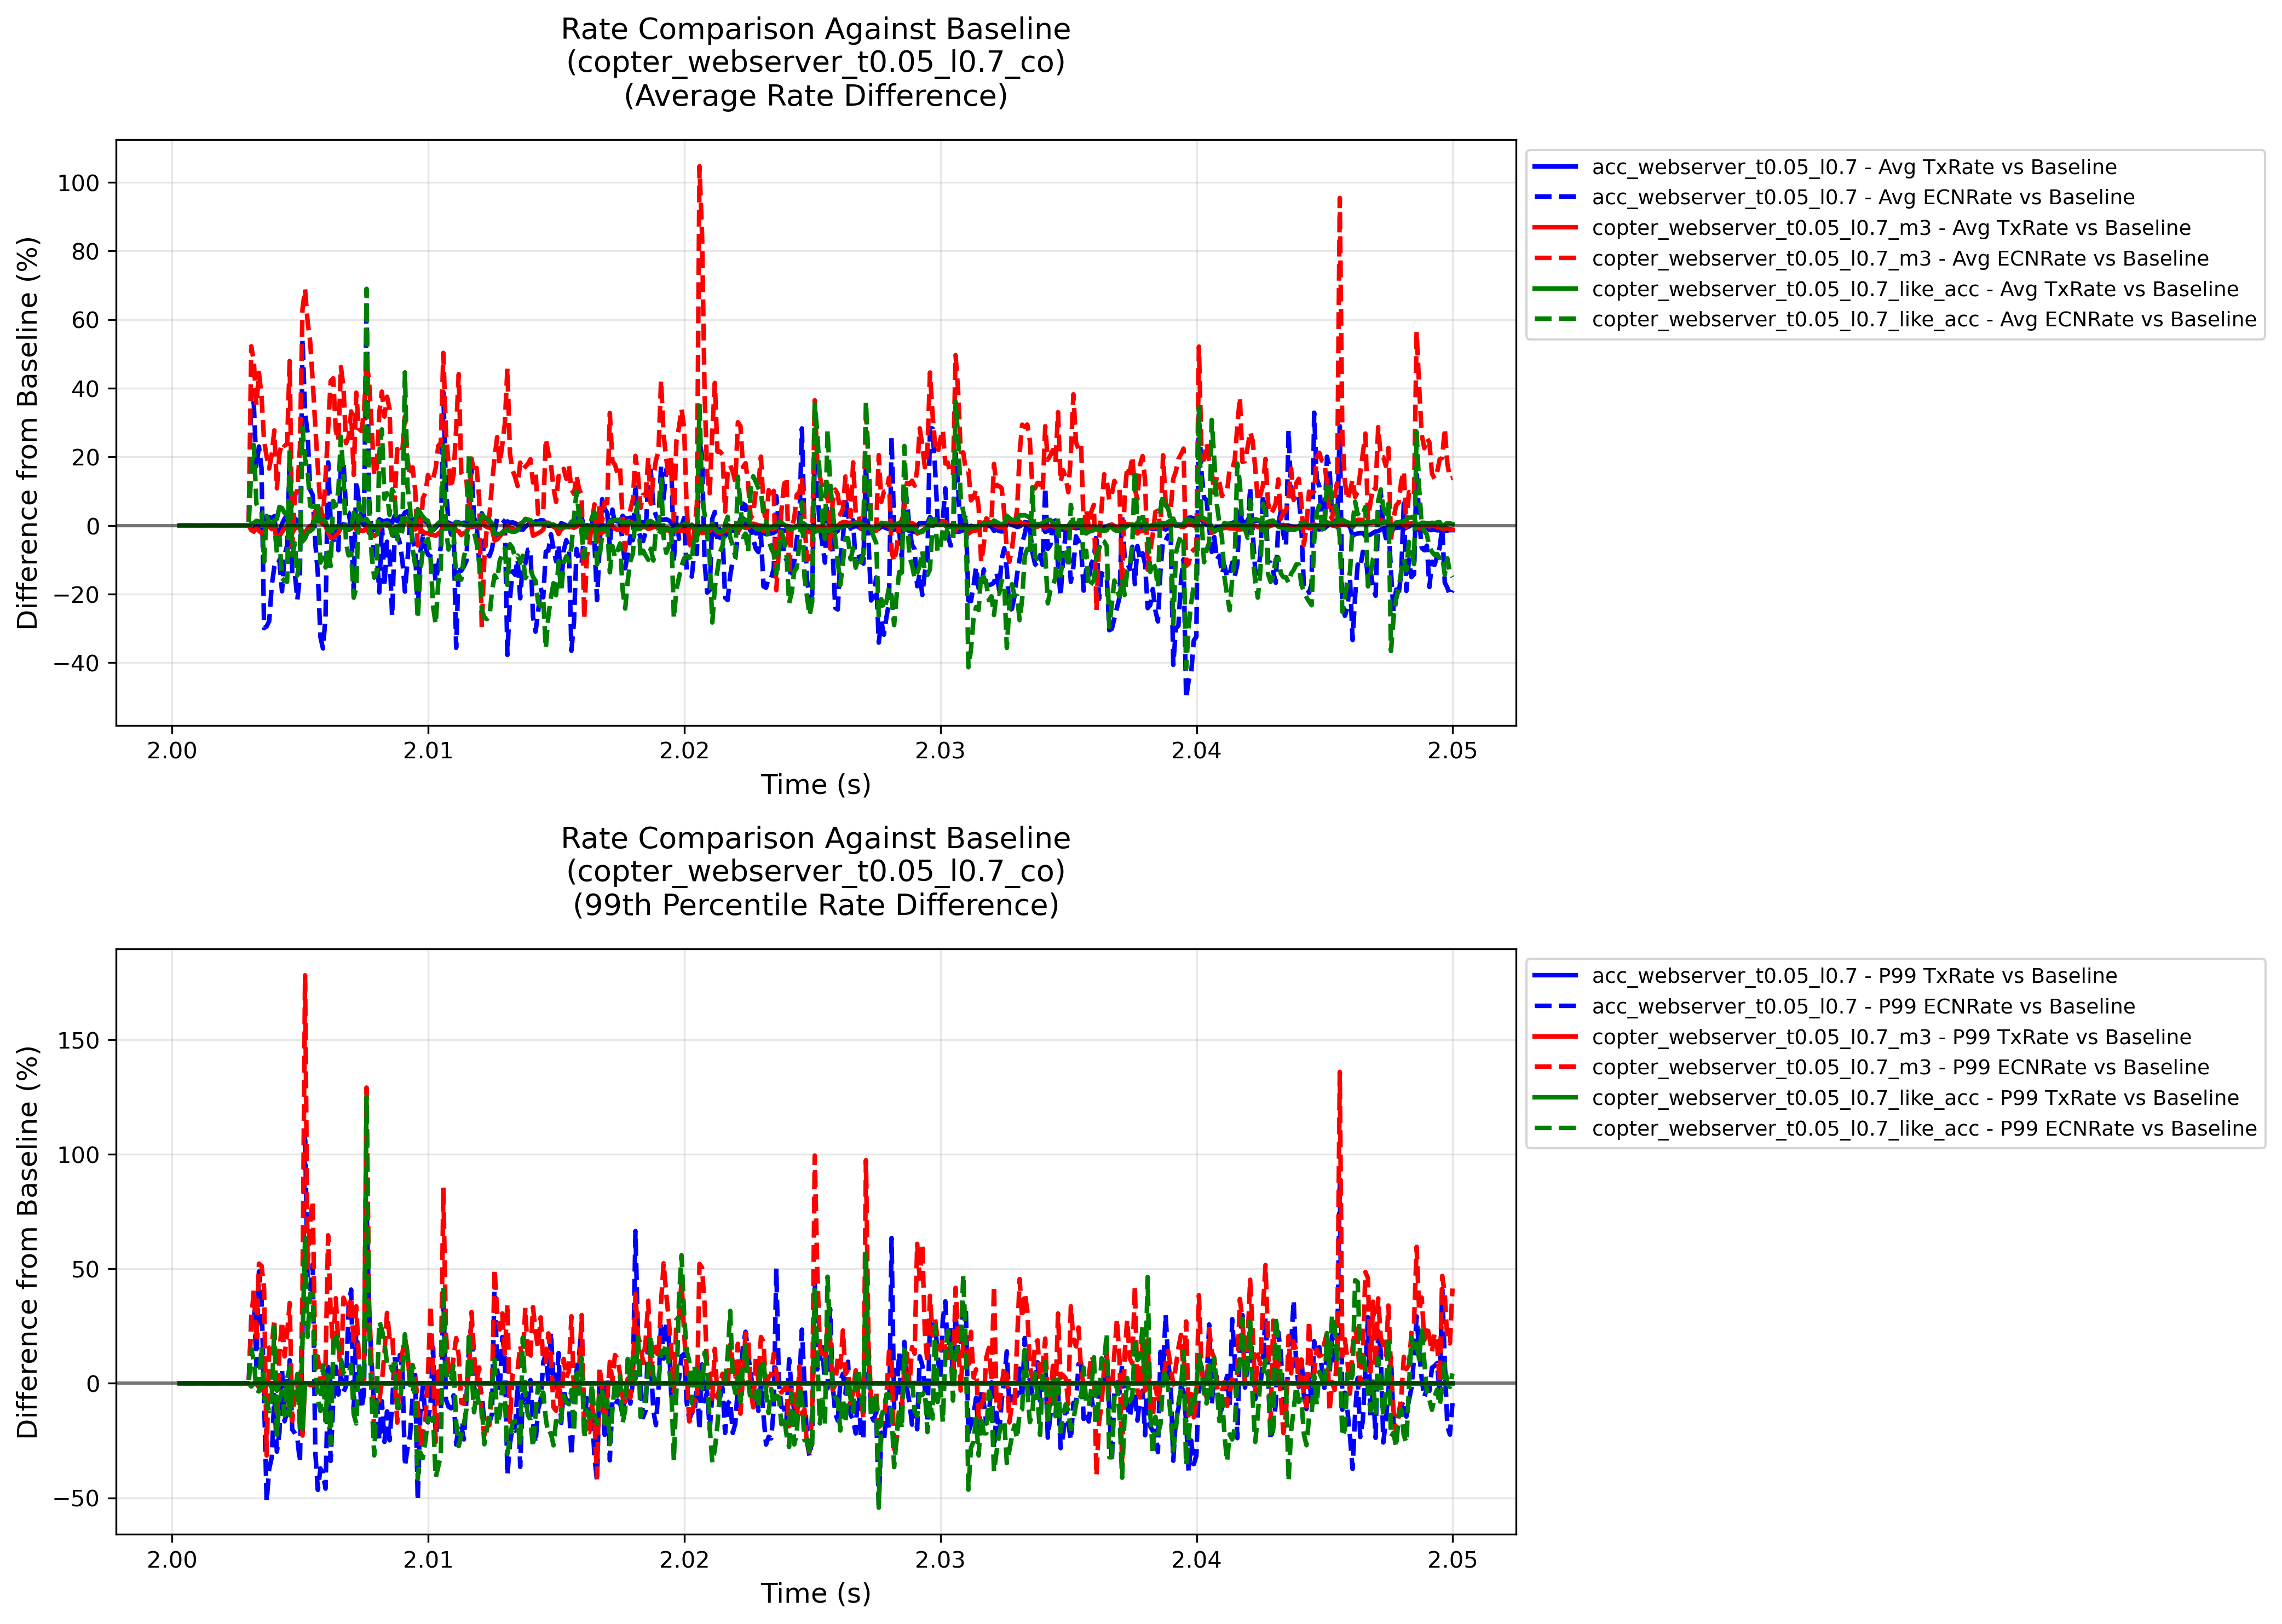 Rate Comparison Against Baseline
(copter_webserver_t0.05_l0.7_co)
(Average Rate Difference)
Difference from Baseline (%)
100
80
60
40
20
0
−20
−40
2.00
2.01
2.02
2.03
2.04
2.05
Time (s)
acc_webserver_t0.05_l0.7 - Avg TxRate vs Baseline
acc_webserver_t0.05_l0.7 - Avg ECNRate vs Baseline
copter_webserver_t0.05_l0.7_m3 - Avg TxRate vs Baseline
copter_webserver_t0.05_l0.7_m3 - Avg ECNRate vs Baseline
copter_webserver_t0.05_l0.7_like_acc - Avg TxRate vs Baseline
copter_webserver_t0.05_l0.7_like_acc - Avg ECNRate vs Baseline
Rate Comparison Against Baseline
(copter_webserver_t0.05_l0.7_co)
(99th Percentile Rate Difference)
Difference from Baseline (%)
150
100
50
0
−50
2.00
2.01
2.02
2.03
2.04
2.05
Time (s)
acc_webserver_t0.05_l0.7 - P99 TxRate vs Baseline
acc_webserver_t0.05_l0.7 - P99 ECNRate vs Baseline
copter_webserver_t0.05_l0.7_m3 - P99 TxRate vs Baseline
copter_webserver_t0.05_l0.7_m3 - P99 ECNRate vs Baseline
copter_webserver_t0.05_l0.7_like_acc - P99 TxRate vs Baseline
copter_webserver_t0.05_l0.7_like_acc - P99 ECNRate vs Baseline